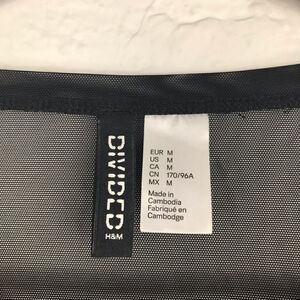 DIVIDED
H&M
EUR M
US M
CA M
CN 170/96A
MX M
Made in
Cambodia
Fabriqué en
Cambodge